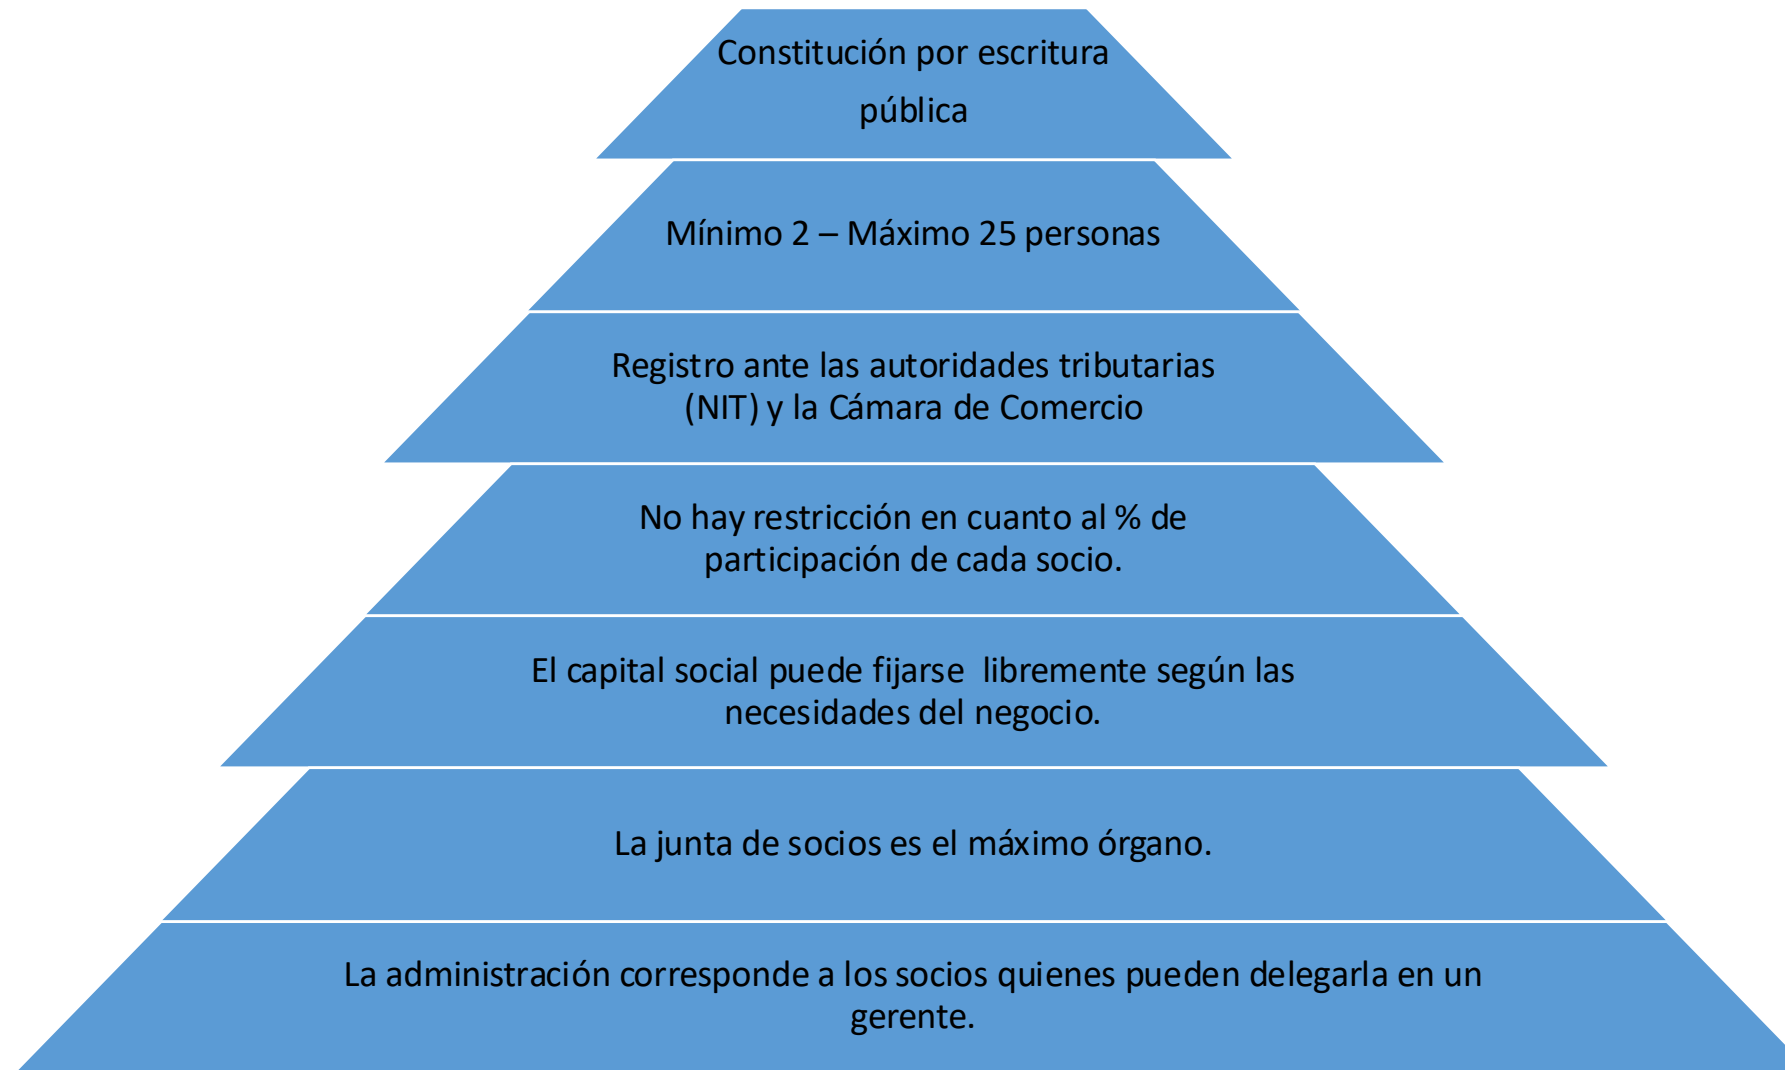 Constitución por escritura
pública
Mínimo 2 – Máximo 25 personas
Registro ante las autoridades tributarias
(NIT) y la Cámara de Comercio
No hay restricción en cuanto al % de
participación de cada socio.
El capital social puede fijarse  libremente según las
necesidades del negocio.
La junta de socios es el máximo órgano.
La administración corresponde a los socios quienes pueden delegarla en un
gerente.